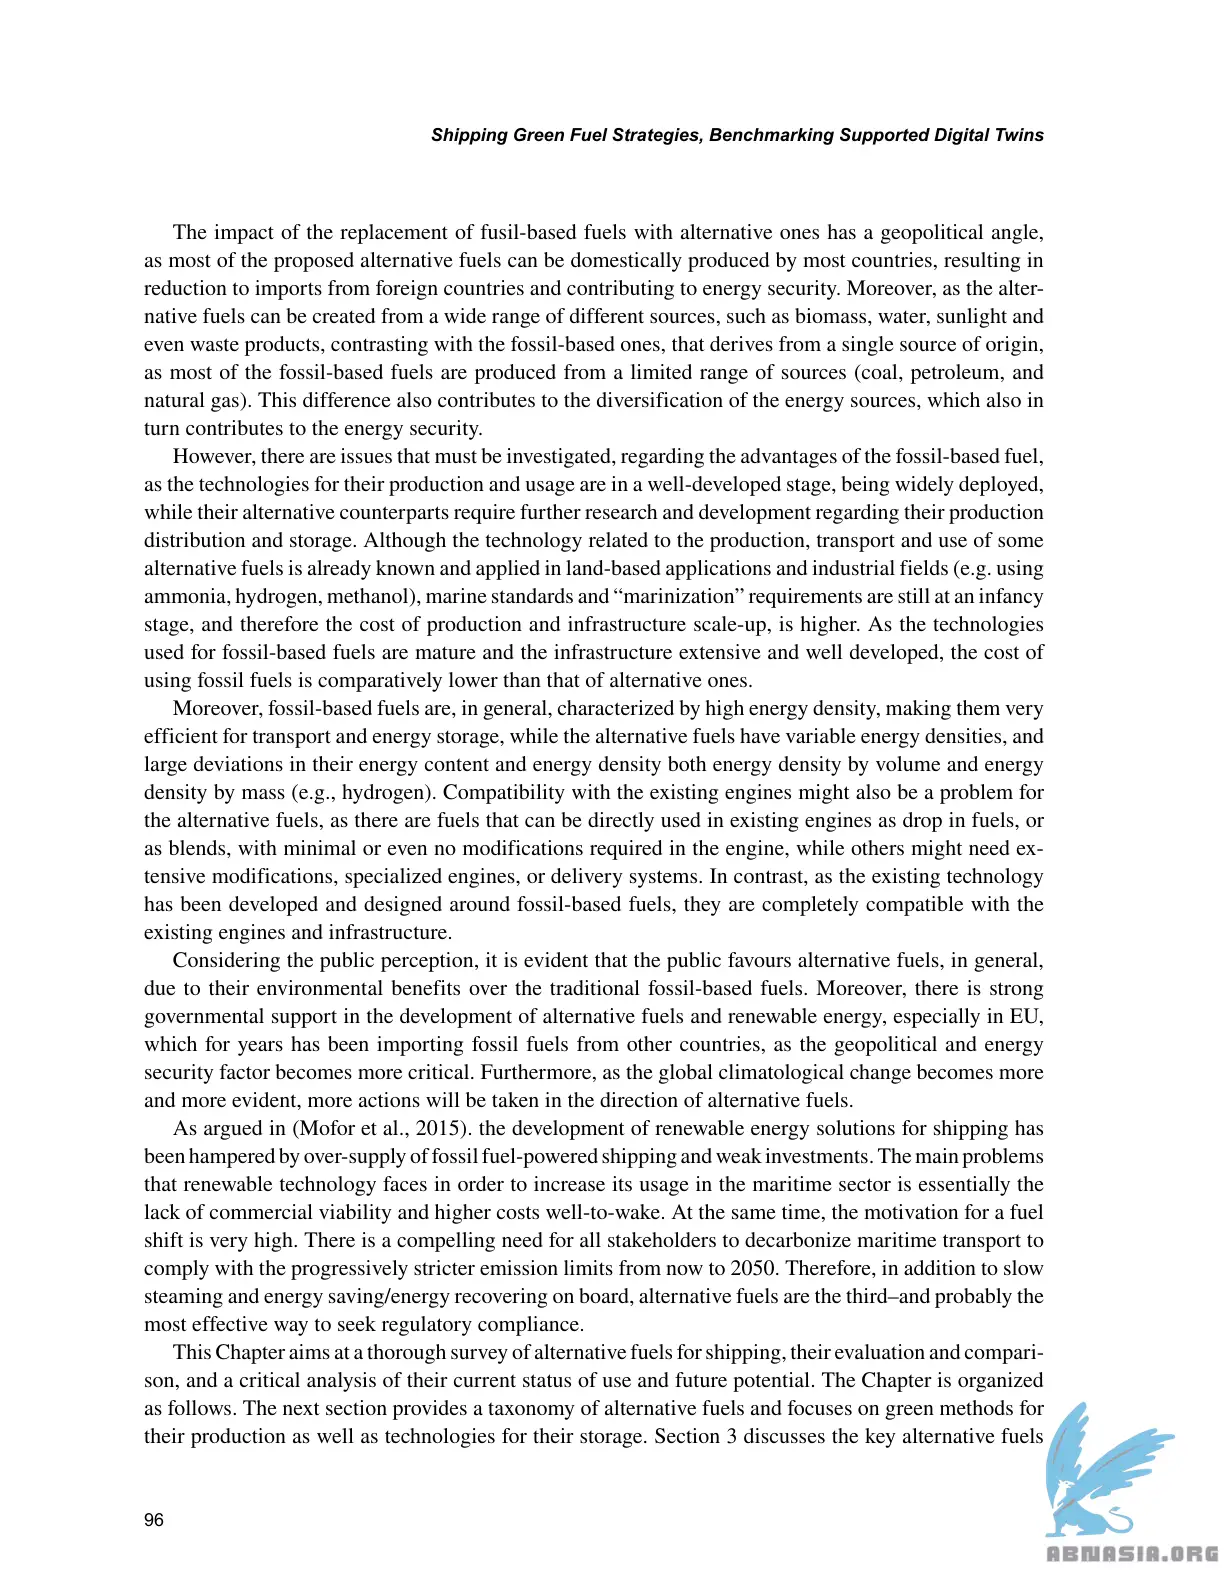 Shipping Green Fuel Strategies, Benchmarking Supported Digital Twins
The impact of the replacement of fusil-based fuels with alternative ones has a geopolitical angle,
as most of the proposed alternative fuels can be domestically produced by most countries, resulting in
reduction to imports from foreign countries and contributing to energy security. Moreover, as the alter-
native fuels can be created from a wide range of different sources, such as biomass, water, sunlight and
even waste products, contrasting with the fossil-based ones, that derives from a single source of origin,
as most of the fossil-based fuels are produced from a limited range of sources (coal, petroleum, and
natural gas). This difference also contributes to the diversification of the energy sources, which also in
turn contributes to the energy security.
However, there are issues that must be investigated, regarding the advantages of the fossil-based fuel,
as the technologies for their production and usage are in a well-developed stage, being widely deployed,
while their alternative counterparts require further research and development regarding their production
distribution and storage. Although the technology related to the production, transport and use of some
alternative fuels is already known and applied in land-based applications and industrial fields (e.g. using
ammonia, hydrogen, methanol), marine standards and “marinization” requirements are still at an infancy
stage, and therefore the cost of production and infrastructure scale-up, is higher. As the technologies
used for fossil-based fuels are mature and the infrastructure extensive and well developed, the cost of
using fossil fuels is comparatively lower than that of alternative ones.
Moreover, fossil-based fuels are, in general, characterized by high energy density, making them very
efficient for transport and energy storage, while the alternative fuels have variable energy densities, and
large deviations in their energy content and energy density both energy density by volume and energy
density by mass (e.g., hydrogen). Compatibility with the existing engines might also be a problem for
the alternative fuels, as there are fuels that can be directly used in existing engines as drop in fuels, or
as blends, with minimal or even no modifications required in the engine, while others might need ex-
tensive modifications, specialized engines, or delivery systems. In contrast, as the existing technology
has been developed and designed around fossil-based fuels, they are completely compatible with the
existing engines and infrastructure.
Considering the public perception, it is evident that the public favours alternative fuels, in general,
due to their environmental benefits over the traditional fossil-based fuels. Moreover, there is strong
governmental support in the development of alternative fuels and renewable energy, especially in EU,
which for years has been importing fossil fuels from other countries, as the geopolitical and energy
security factor becomes more critical. Furthermore, as the global climatological change becomes more
and more evident, more actions will be taken in the direction of alternative fuels.
As argued in (Mofor et al., 2015). the development of renewable energy solutions for shipping has
been hampered by over-supply of fossil fuel-powered shipping and weak investments. The main problems
that renewable technology faces in order to increase its usage in the maritime sector is essentially the
lack of commercial viability and higher costs well-to-wake. At the same time, the motivation for a fuel
shift is very high. There is a compelling need for all stakeholders to decarbonize maritime transport to
comply with the progressively stricter emission limits from now to 2050. Therefore, in addition to slow
steaming and energy saving/energy recovering on board, alternative fuels are the third–and probably the
most effective way to seek regulatory compliance.
This Chapter aims at a thorough survey of alternative fuels for shipping, their evaluation and compari-
son, and a critical analysis of their current status of use and future potential. The Chapter is organized
as follows. The next section provides a taxonomy of alternative fuels and focuses on green methods for
their production as well as technologies for their storage. Section 3 discusses the key alternative fuels
96
ABNASIA.ORG